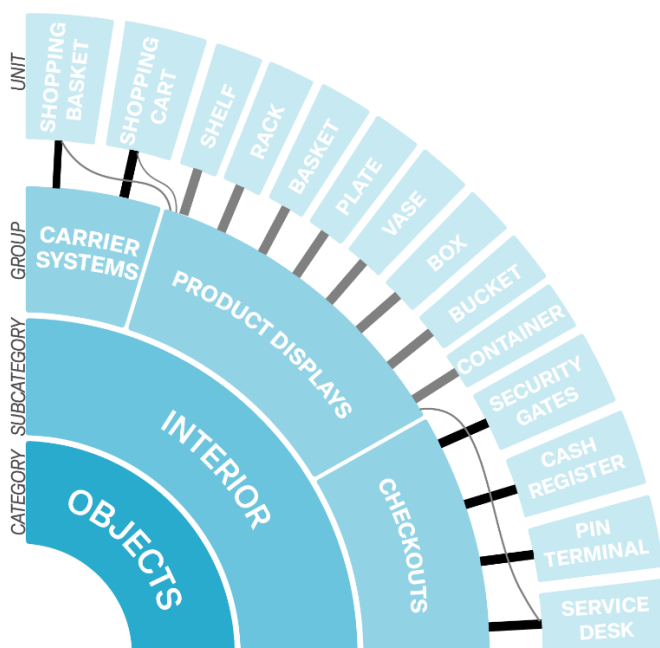 UNIT
SHOPPING
BASKET
SHOPPING
CART
SHELF
RACK
BASKET
PLATE
VASE
BOX
BUCKET
CONTAINER
SECURITY
GATES
CASH
REGISTER
PIN
TERMINAL
SERVICE
DESK
GROUP
CARRIER
SYSTEMS
PRODUCT DISPLAYS
CHECKOUTS
SUBCATEGORY
INTERIOR
CATEGORY
OBJECTS